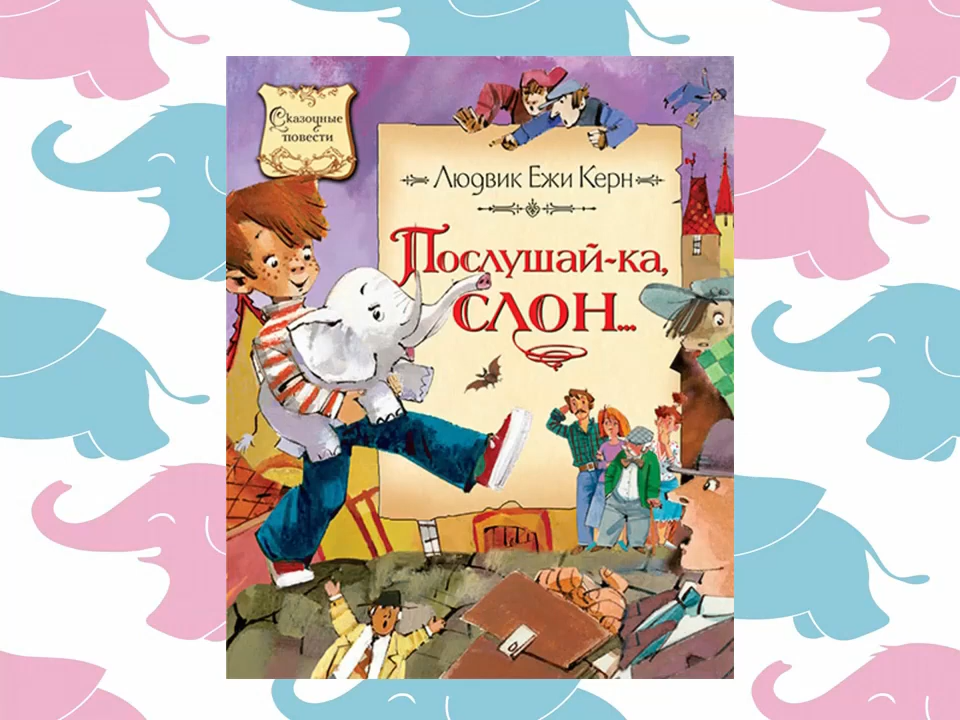 Сказочные
повести
Людвик Ежи Керн
Послушай-ка,
СЛОН...